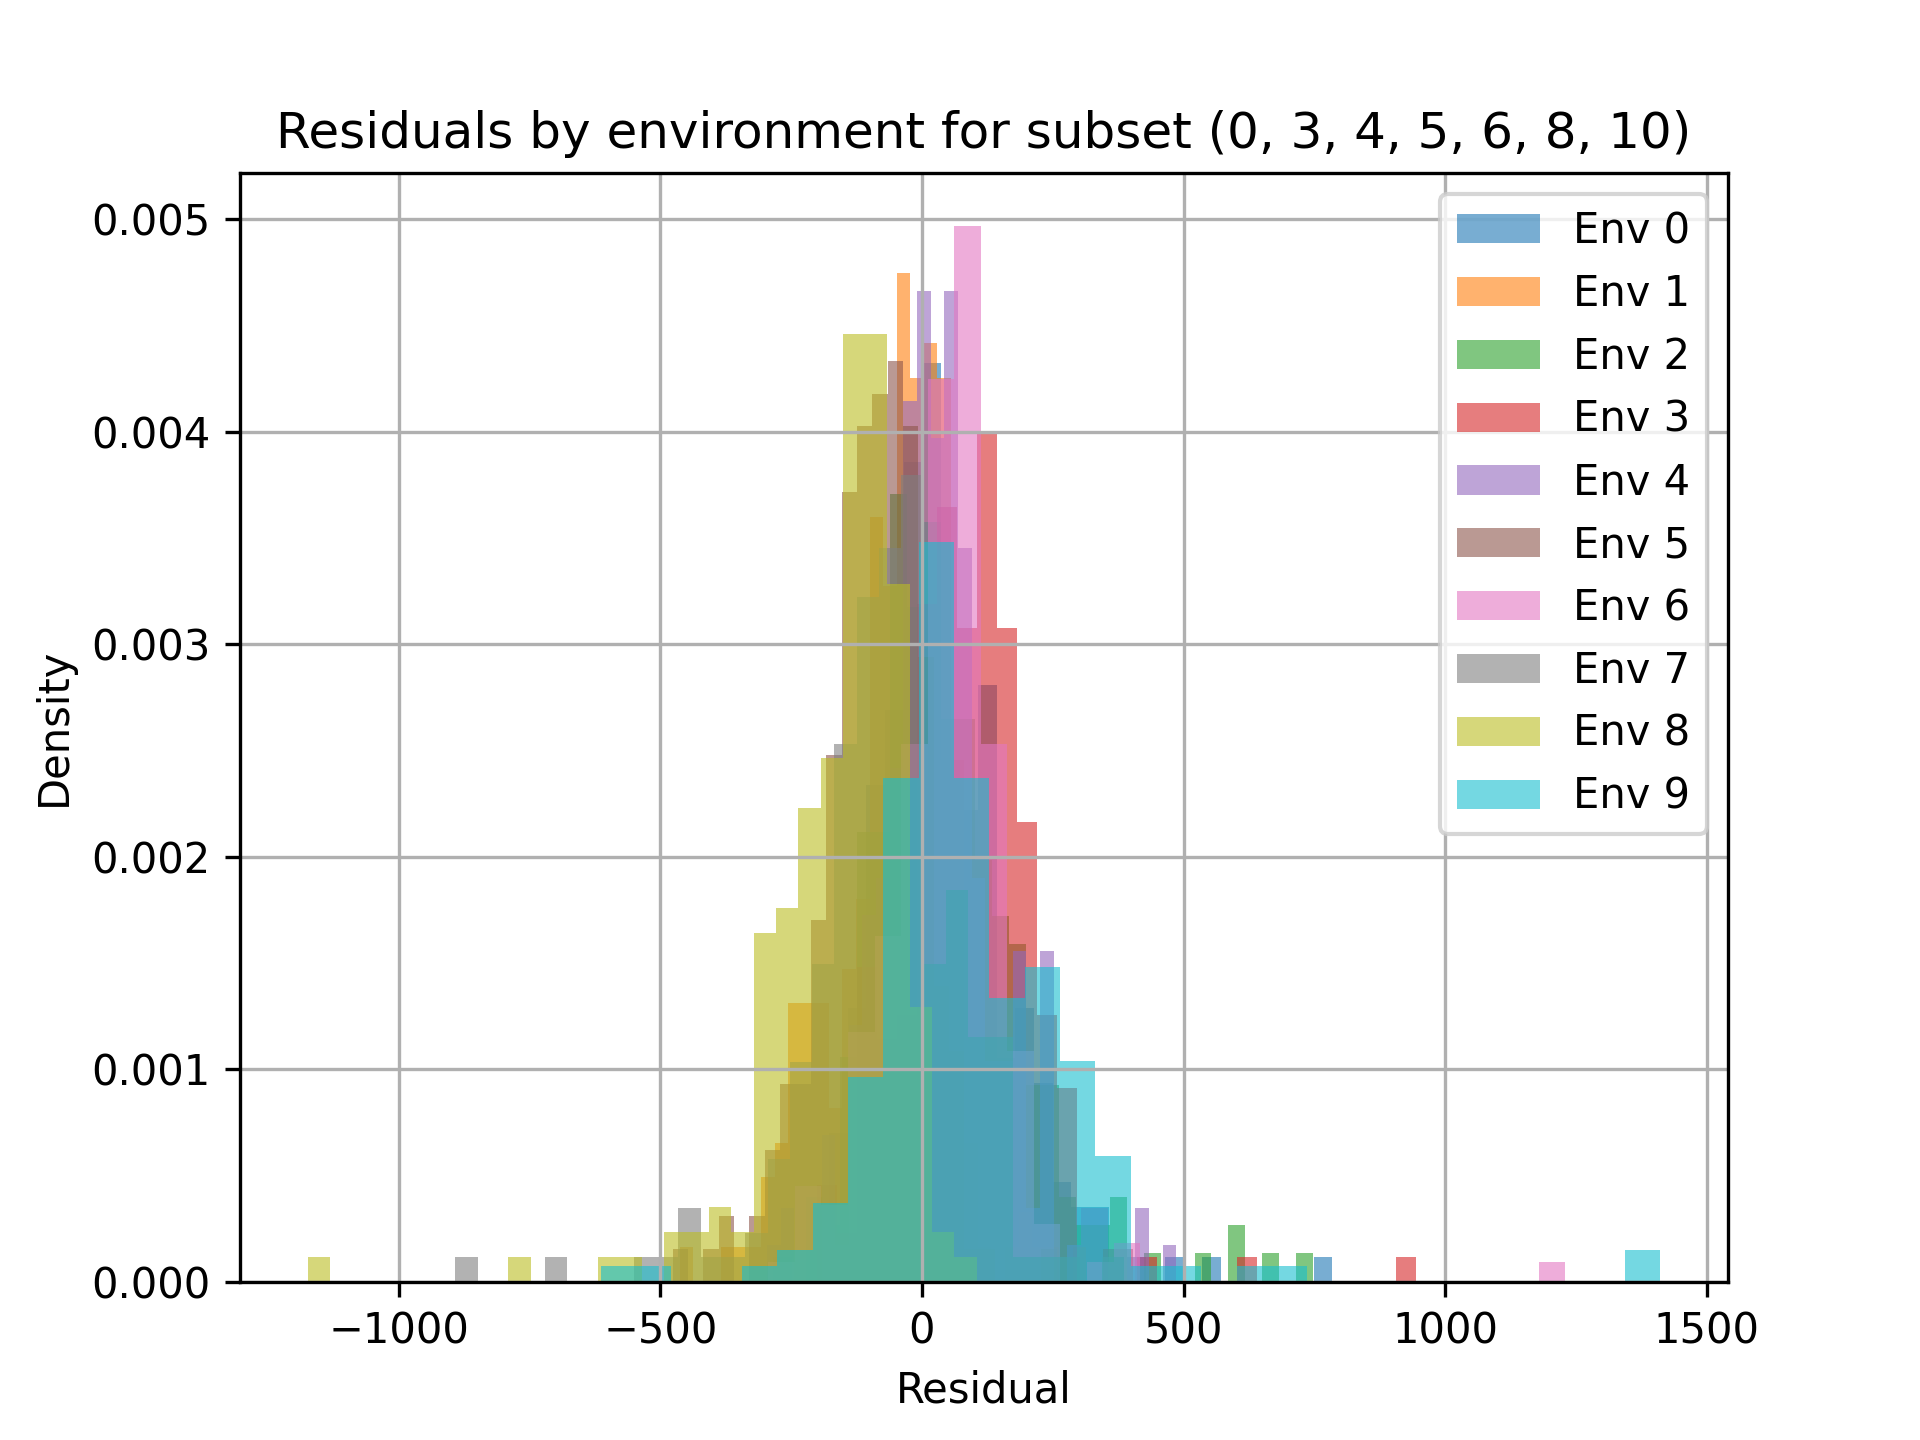 Residuals by environment for subset (0, 3, 4, 5, 6, 8, 10)
Density
0.005
0.004
0.003
0.002
0.001
0.000
Env 0
Env 1
Env 2
Env 3
Env 4
Env 5
Env 6
Env 7
Env 8
Env 9
−1000
−500
0
500
1000
1500
Residual